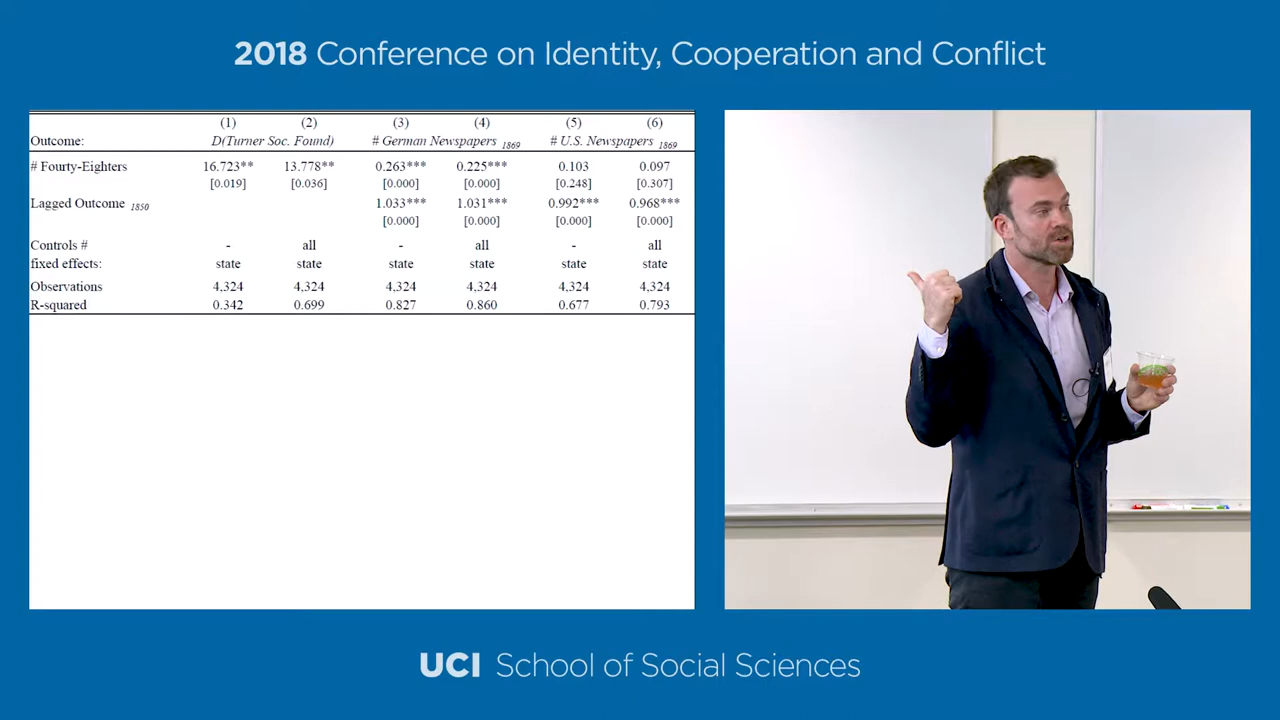 2018 Conference on Identity, Cooperation and Conflict
(1) (2) (3) (4) (5) (6)
Outcome: D(Turner Soc. Found) # German Newspapers 1869 # U.S. Newspapers 1869
# Fourty-Eighters 16.723** 13.778** 0.263*** 0.225*** 0.103 0.097
[0.019] [0.036] [0.000] [0.000] [0.248] [0.307]
Lagged Outcome 1850 1.033*** 1.031*** 0.992*** 0.968***
[0.000] [0.000] [0.000] [0.000]
Controls # - all - all - all
fixed effects: state state state state state state
Observations 4,324 4,324 4,324 4,324 4,324 4,324
R-squared 0.342 0.699 0.827 0.860 0.677 0.793
UCI School of Social Sciences